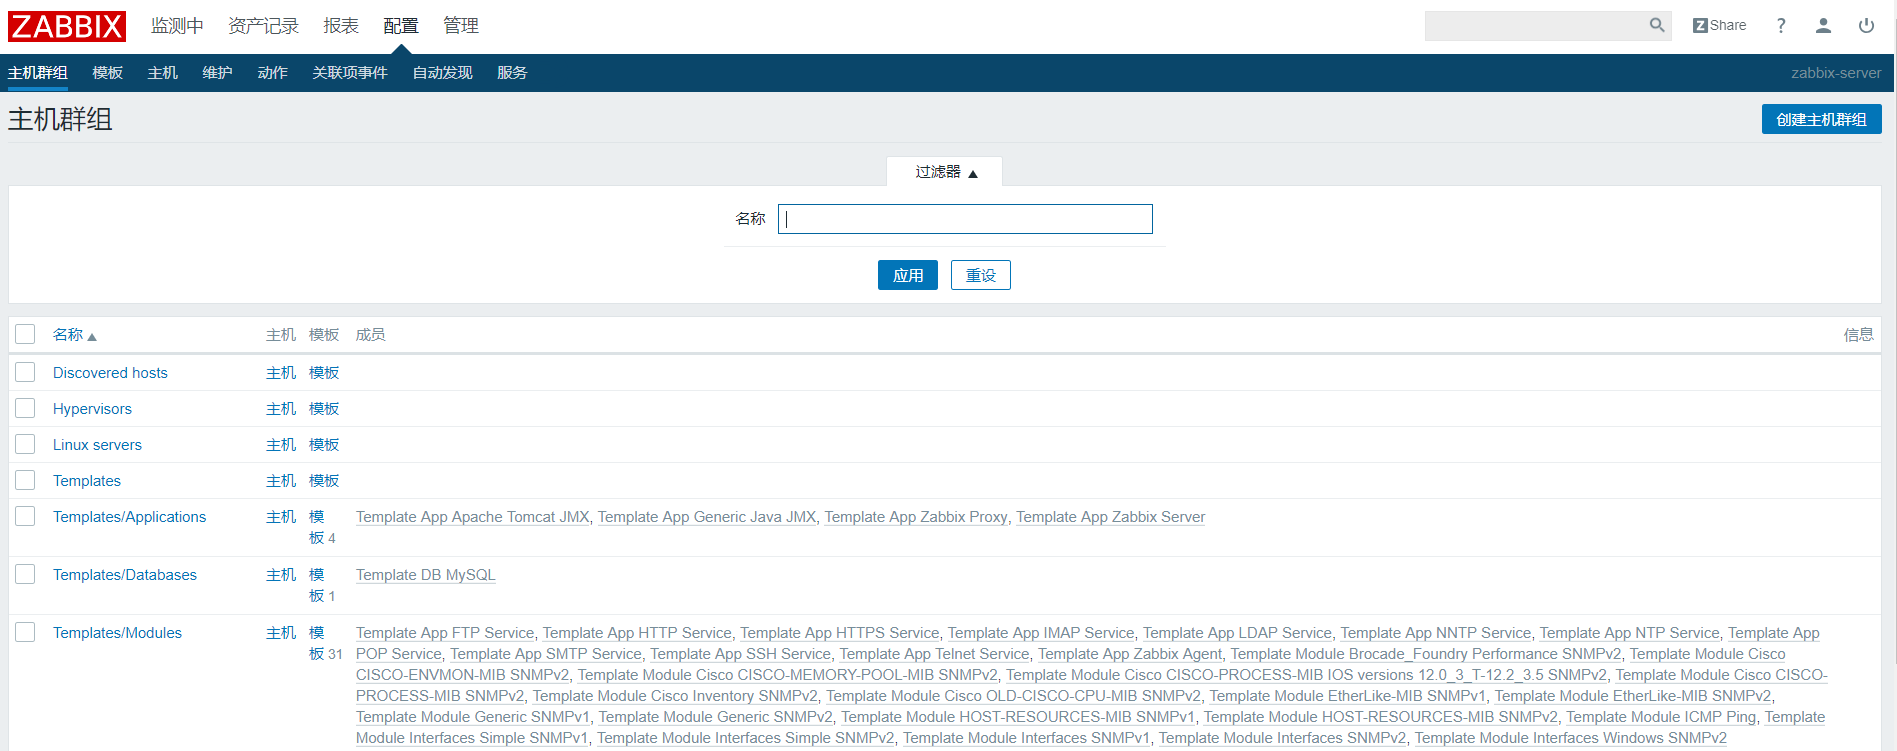 ZABBIX 监测中 资产记录 报表 配置 管理 Z Share ?
主机群组 模板 主机 维护 动作 关联项事件 自动发现 服务 zabbix-server
主机群组 创建主机群组
过滤器 ▲
名称
应用 重设
名称 ▲ 主机 模板 成员 信息
Discovered hosts 主机 模板
Hypervisors 主机 模板
Linux servers 主机 模板
Templates 主机 模板
Templates/Applications 主机 模 Template App Apache Tomcat JMX, Template App Generic Java JMX, Template App Zabbix Proxy, Template App Zabbix Server
板 4
Templates/Databases 主机 模 Template DB MySQL
板 1
Templates/Modules 主机 模 Template App FTP Service, Template App HTTP Service, Template App HTTPS Service, Template App IMAP Service, Template App LDAP Service, Template App NNTP Service, Template App NTP Service, Template App
板 31 POP Service, Template App SMTP Service, Template App SSH Service, Template App Telnet Service, Template App Zabbix Agent, Template Module Brocade_Foundry Performance SNMPv2, Template Module Cisco
CISCO-ENVMON-MIB SNMPv2, Template Module Cisco CISCO-MEMORY-POOL-MIB SNMPv2, Template Module Cisco CISCO-PROCESS-MIB IOS versions 12.0_3_T-12.2_3.5 SNMPv2, Template Module Cisco CISCO-
PROCESS-MIB SNMPv2, Template Module Cisco Inventory SNMPv2, Template Module Cisco OLD-CISCO-CPU-MIB SNMPv2, Template Module EtherLike-MIB SNMPv1, Template Module EtherLike-MIB SNMPv2,
Template Module Generic SNMPv1, Template Module Generic SNMPv2, Template Module HOST-RESOURCES-MIB SNMPv1, Template Module HOST-RESOURCES-MIB SNMPv2, Template Module ICMP Ping, Template
Module Interfaces Simple SNMPv1, Template Module Interfaces Simple SNMPv2, Template Module Interfaces SNMPv1, Template Module Interfaces SNMPv2, Template Module Interfaces Windows SNMPv2